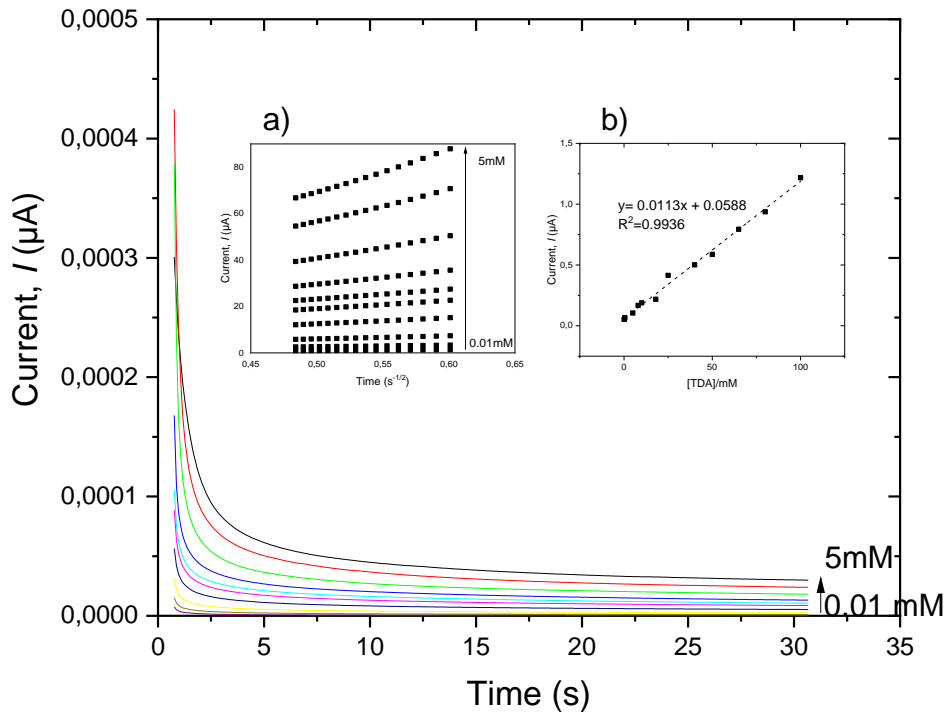 0,0005
0,0004
0,0003
0,0002
0,0001
0,0000
Current, I (µA)
0
5
10
15
20
25
30
35
Time (s)
5mM
0,01 mM
a)
80
60
40
20
0
Current, I (µA)
0,45
0,50
0,55
0,60
0,65
Time (s-1/2)
5mM
0.01mM
b)
1,5
1,0
0,5
0,0
Current, I (µA)
0
50
100
[TDA]/mM
y= 0.0113x + 0.0588
R2=0.9936